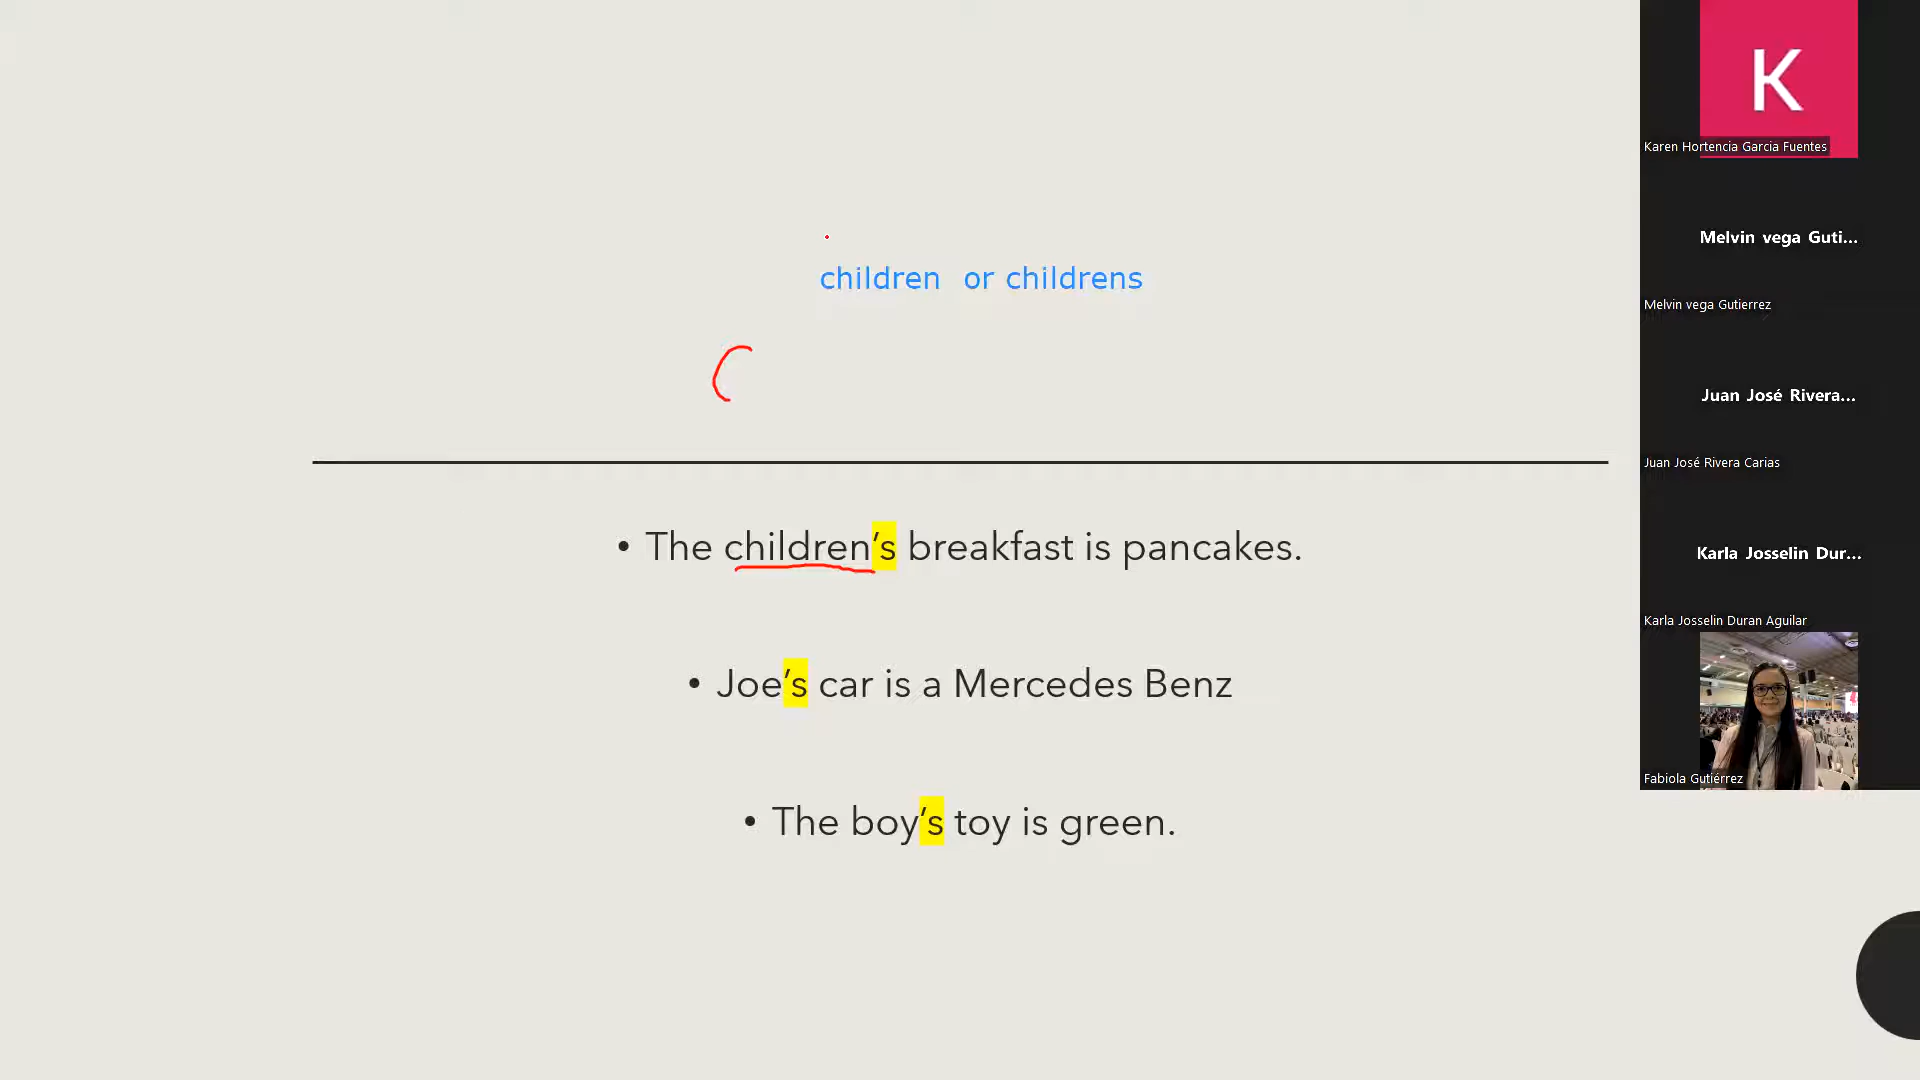 children or childrens
• The children’s breakfast is pancakes.
• Joe’s car is a Mercedes Benz
• The boy’s toy is green.
K
Karen Hortencia Garcia Fuentes
Melvin vega Guti...
Melvin vega Gutierrez
Juan José Rivera...
Juan José Rivera Carias
Karla Josselin Dur...
Karla Josselin Duran Aguilar
Fabiola Gutiérrez